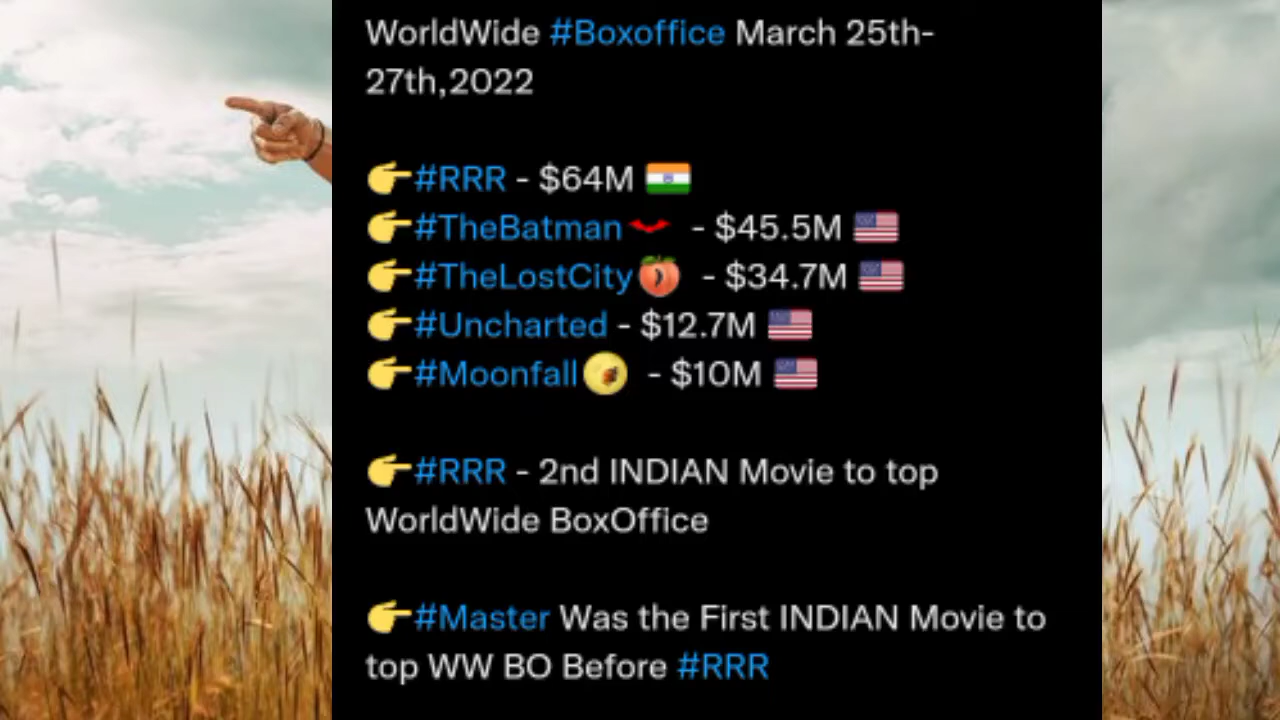 WorldWide #Boxoffice March 25th-
27th,2022
👉#RRR - $64M 🇮🇳
👉#TheBatman - $45.5M 🇺🇸
👉#TheLostCity🍑 - $34.7M 🇺🇸
👉#Uncharted - $12.7M 🇺🇸
👉#Moonfall - $10M 🇺🇸
👉#RRR - 2nd INDIAN Movie to top
WorldWide BoxOffice
👉#Master Was the First INDIAN Movie to
top WW BO Before #RRR